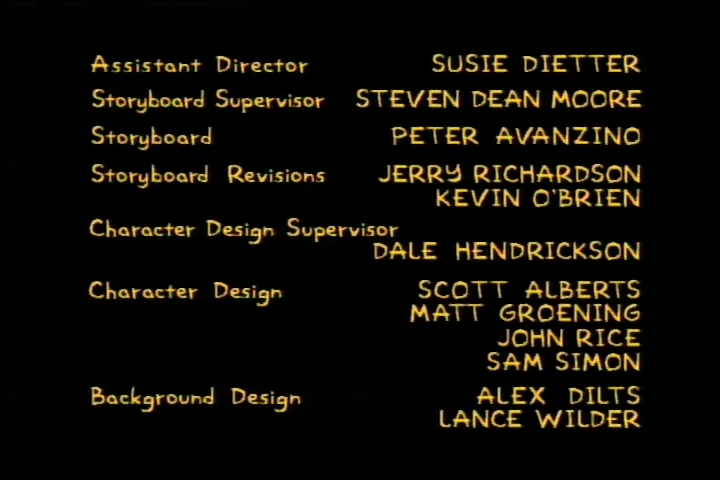 Assistant Director SUSIE DIETTER
Storyboard Supervisor STEVEN DEAN MOORE
Storyboard PETER AVANZINO
Storyboard Revisions JERRY RICHARDSON
KEVIN O'BRIEN
Character Design Supervisor
DALE HENDRICKSON
Character Design SCOTT ALBERTS
MATT GROENING
JOHN RICE
SAM SIMON
Background Design ALEX DILTS
LANCE WILDER